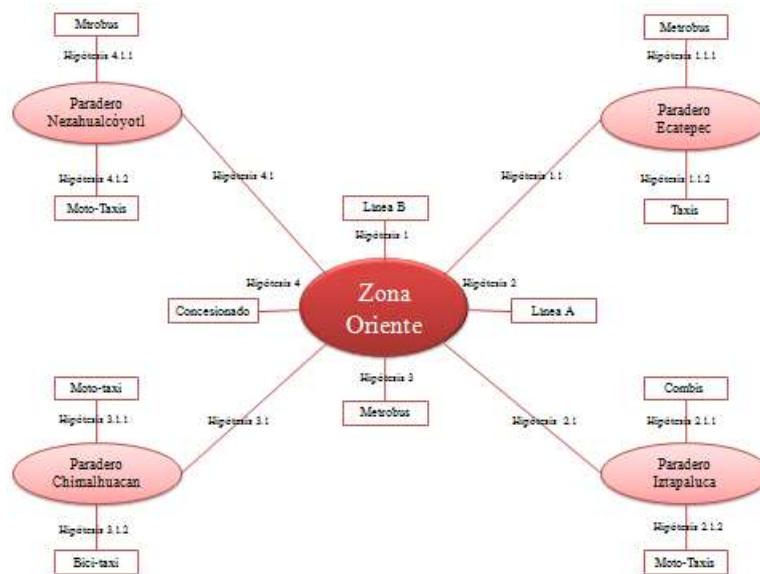 Mtrobus
Hipótesis 4.1.1
Paradero
Nezahualcóyotl
Hipótesis 4.1.2
Moto-Taxis
Hipótesis 4.1
Metrobus
Hipótesis 1.1.1
Paradero
Ecatepec
Hipótesis 1.1.2
Taxis
Hipótesis 1.1
Linea B
Hipótesis 1
Hipótesis 4
Concesionado
Zona
Oriente
Hipótesis 2
Linea A
Hipótesis 3
Metrobus
Moto-taxi
Hipótesis 3.1.1
Paradero
Chimalhuacan
Hipótesis 3.1.2
Bici-taxi
Hipótesis 3.1
Hipótesis 2.1
Combis
Hipótesis 2.1.1
Paradero
Iztapaluca
Hipótesis 2.1.2
Moto-Taxis